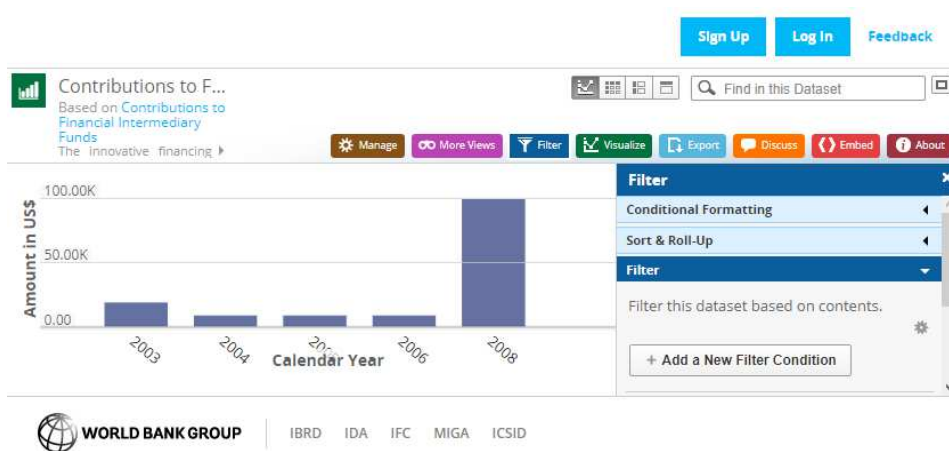 Sign Up Log In Feedback
Contributions to F...
Based on Contributions to
Financial Intermediary
Funds
The innovative financing
Find in this Dataset
Manage More Views Filter Visualize Export Discuss Embed About
Filter
Conditional Formatting
Sort & Roll-Up
Filter
Filter this dataset based on contents.
+ Add a New Filter Condition
Amount in US$
100.00K
50.00K
0.00
2003 2004 2006 2008
Calendar Year
WORLD BANK GROUP IBRD IDA IFC MIGA ICSID